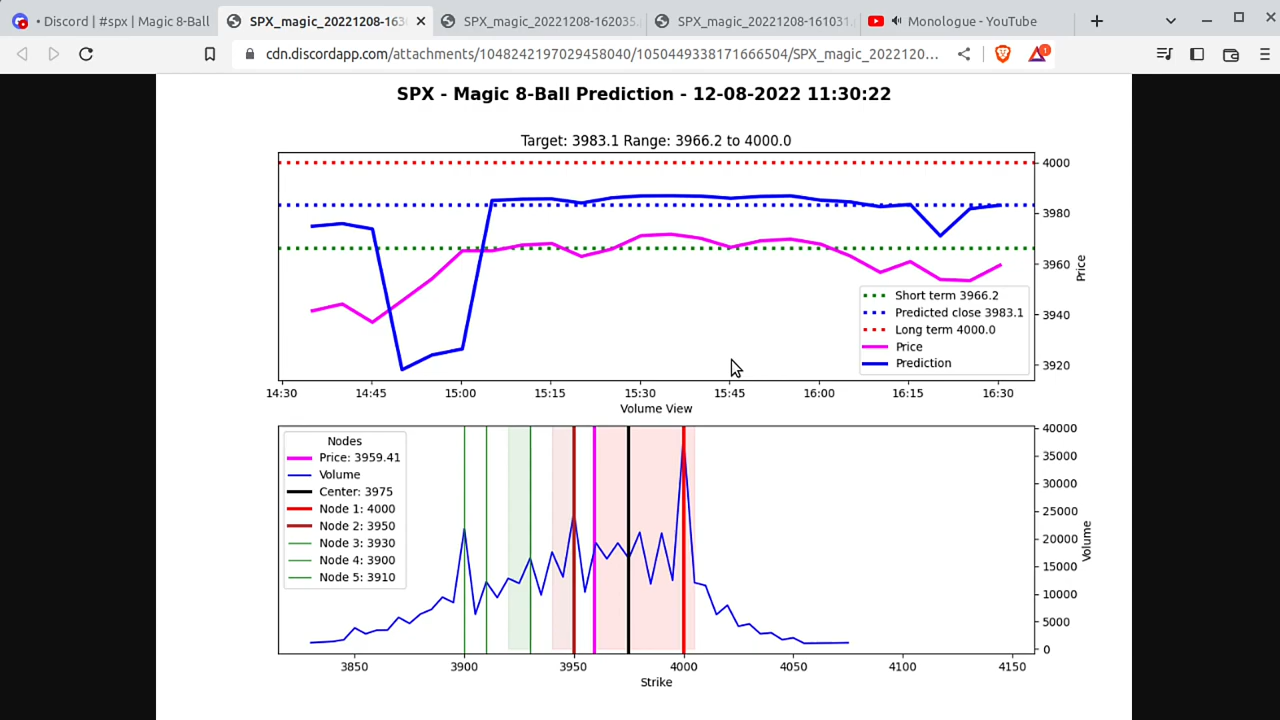 Discord | #spx | Magic 8-Ball
SPX_magic_20221208-163
SPX_magic_20221208-162035.
SPX_magic_20221208-161031.
Monologue - YouTube
cdn.discordapp.com/attachments/1048242197029458040/1050449338171666504/SPX_magic_2022120...
1
SPX - Magic 8-Ball Prediction - 12-08-2022 11:30:22
Target: 3983.1 Range: 3966.2 to 4000.0
4000
3980
3960
3940
3920
Price
Short term 3966.2
Predicted close 3983.1
Long term 4000.0
Price
Prediction
14:30 14:45 15:00 15:15 15:30 15:45 16:00 16:15 16:30
Volume View
Nodes
Price: 3959.41
Volume
Center: 3975
Node 1: 4000
Node 2: 3950
Node 3: 3930
Node 4: 3900
Node 5: 3910
40000
35000
30000
25000
20000
15000
10000
5000
0
Volume
3850 3900 3950 4000 4050 4100 4150
Strike